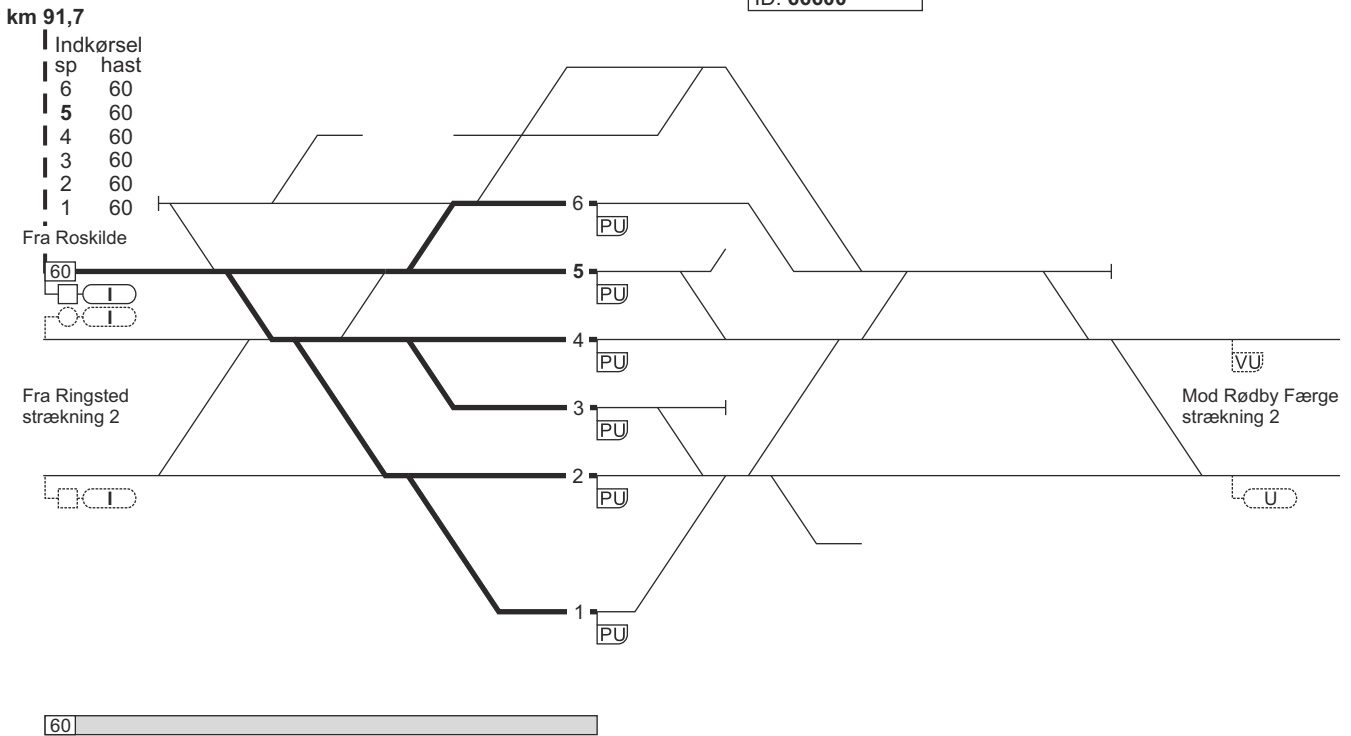 km 91,7
Indkørsel
sp hast
6 60
5 60
4 60
3 60
2 60
1 60
Fra Roskilde
60
I
I
Fra Ringsted
strækning 2
I
6
PU
5
PU
4
PU
3
PU
2
PU
1
PU
VU
Mod Rødby Færge
strækning 2
U
60